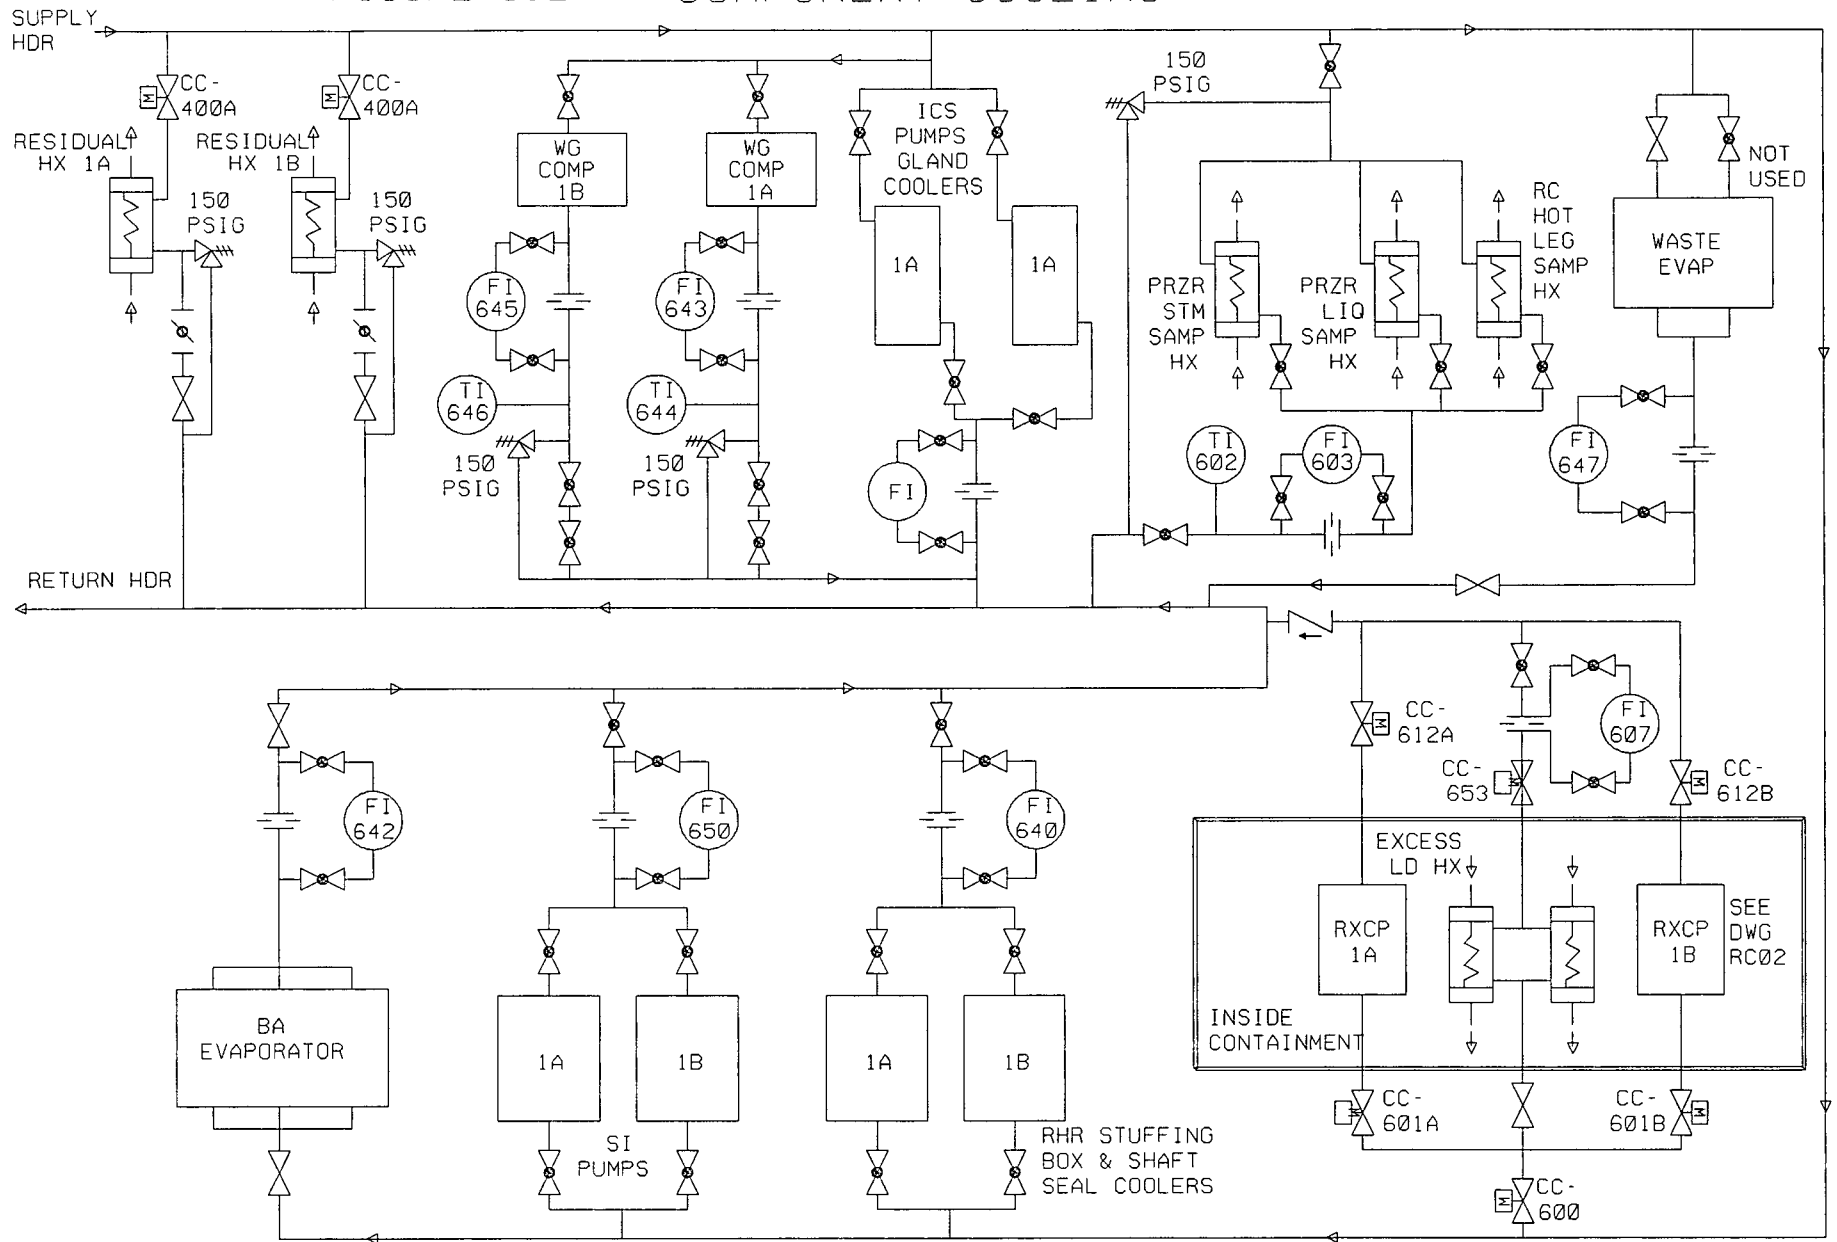 COMPONENT COOLING
SUPPLY
HDR
CC-
400A
CC-
400A
RESIDUAL
HX 1A
RESIDUAL
HX 1B
150
PSIG
150
PSIG
WG
COMP
1B
WG
COMP
1A
ICS
PUMPS
GLAND
COOLERS
1A
1A
FI
645
FI
643
TI
646
TI
644
150
PSIG
150
PSIG
FI
150
PSIG
PRZR
STM
SAMP
HX
PRZR
LIQ
SAMP
HX
RC
HOT
LEG
SAMP
HX
NOT
USED
WASTE
EVAP
TI
602
FI
603
FI
647
RETURN HDR
CC-
612A
FI
607
CC-
653
CC-
612B
FI
642
FI
650
FI
640
EXCESS
LD HX
RXCP
1A
RXCP
1B
SEE
DWG
RC02
INSIDE
CONTAINMENT
BA
EVAPORATOR
1A
1B
1A
1B
SI
PUMPS
RHR STUFFING
BOX & SHAFT
SEAL COOLERS
CC-
601A
CC-
601B
CC-
600
M
M
M
M
M
M
M
M